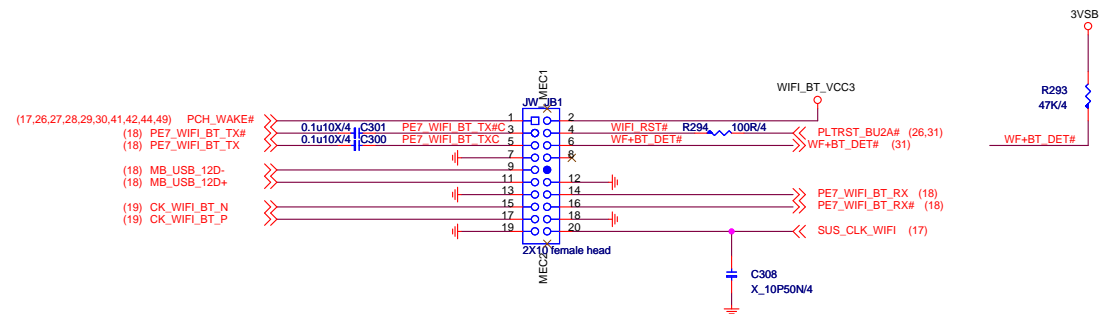 3VSB
WIFI_BT_VCC3
R293
47K/4
MEC1
JW_JB1
(17,26,27,28,29,30,41,42,44,49) PCH_WAKE# 1 2
(18) PE7_WIFI_BT_TX# 0.1u10X/4 C301 PE7_WIFI_BT_TX#C 3 4 WIFI_RST# R294 100R/4 PLTRST_BU2A# (26,31)
(18) PE7_WIFI_BT_TX 0.1u10X/4 C300 PE7_WIFI_BT_TXC 5 6 WF+BT_DET# WF+BT_DET# (31) WF+BT_DET#
7 8
(18) MB_USB_12D- 9
(18) MB_USB_12D+ 11 12
13 14 PE7_WIFI_BT_RX (18)
(19) CK_WIFI_BT_N 15 16 PE7_WIFI_BT_RX# (18)
(19) CK_WIFI_BT_P 17 18
19 20 SUS_CLK_WIFI (17)
2X10 female head
MEC2
C308
X_10P50N/4